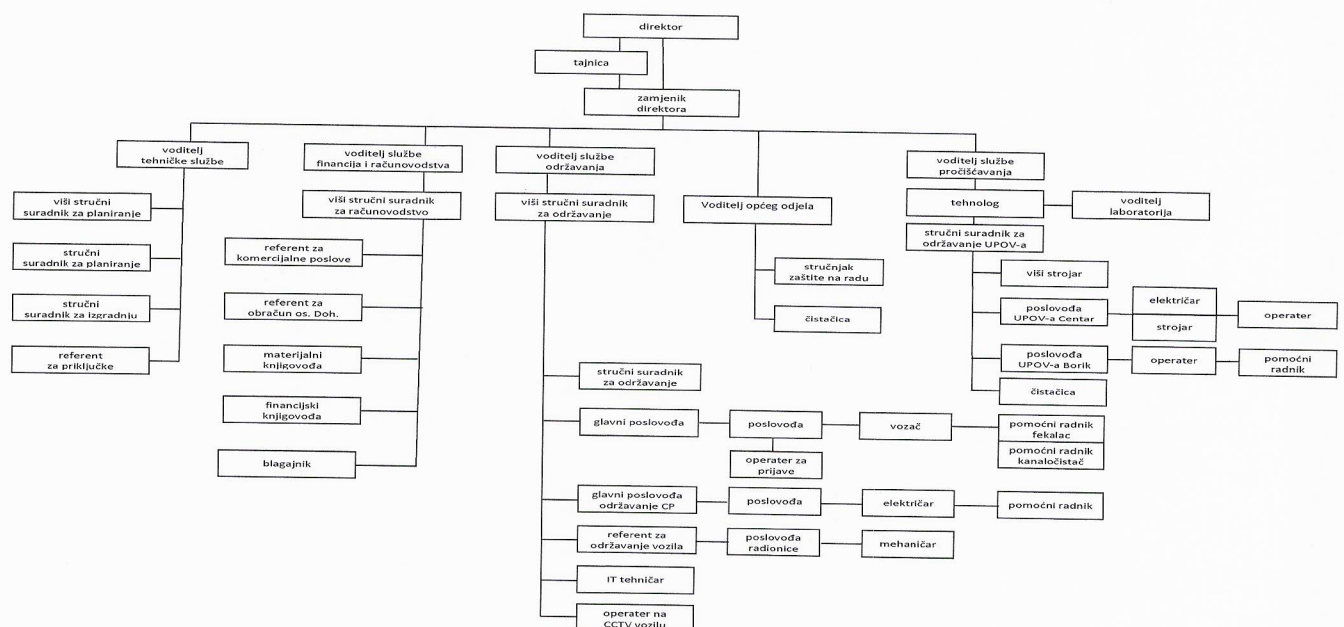 direktor
tajnica
zamjenik
direktora
voditelj
tehničke službe
viši stručni
suradnik za planiranje
stručni
suradnik za planiranje
stručni
suradnik za izgradnju
referent
za priključke
voditelj službe
financija i računovodstva
viši stručni suradnik
za računovodstvo
referent za
komercijalne poslove
referent za
obračun os. Doh.
materijalni
knjigovođa
financijski
knjigovođa
blagajnik
voditelj službe
održavanja
viši stručni suradnik
za održavanje
stručni suradnik
za održavanje
glavni poslovođa
poslovođa
vozač
pomoćni radnik
fekalac
pomoćni radnik
kanaločistač
operater za
prijave
glavni poslovođa
održavanje CP
poslovođa
električar
pomoćni radnik
referent za
održavanje vozila
poslovođa
radionice
mehaničar
IT tehničar
operater na
CCTV vozilu
Voditelj općeg odjela
stručnjak
zaštite na radu
čistačica
voditelj službe
pročišćavanja
tehnolog
voditelj
laboratorija
stručni suradnik za
održavanje UPOV-a
viši strojar
poslovođa
UPOV-a Centar
električar
strojar
operater
poslovođa
UPOV-a Borik
operater
pomoćni
radnik
čistačica